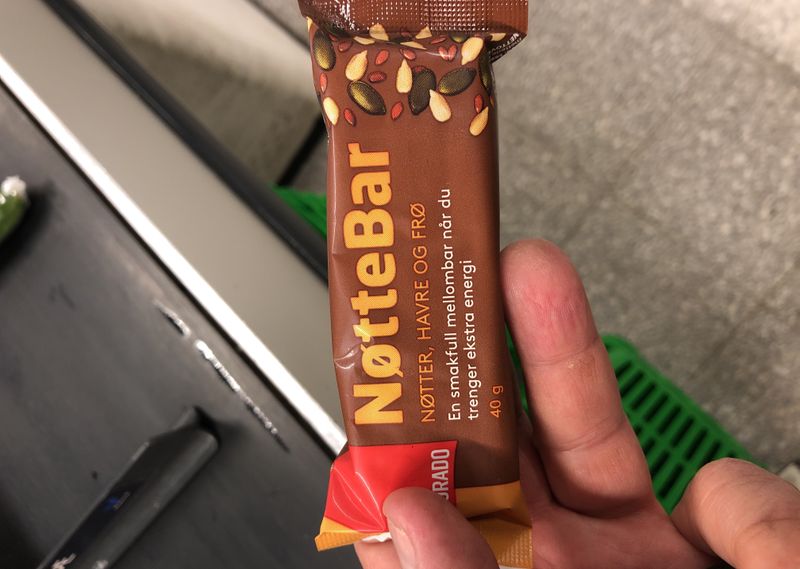 NøtteBar
NØTTER, HAVRE OG FRØ
En smakfull mellombar når du
trenger ekstra energi
40 g